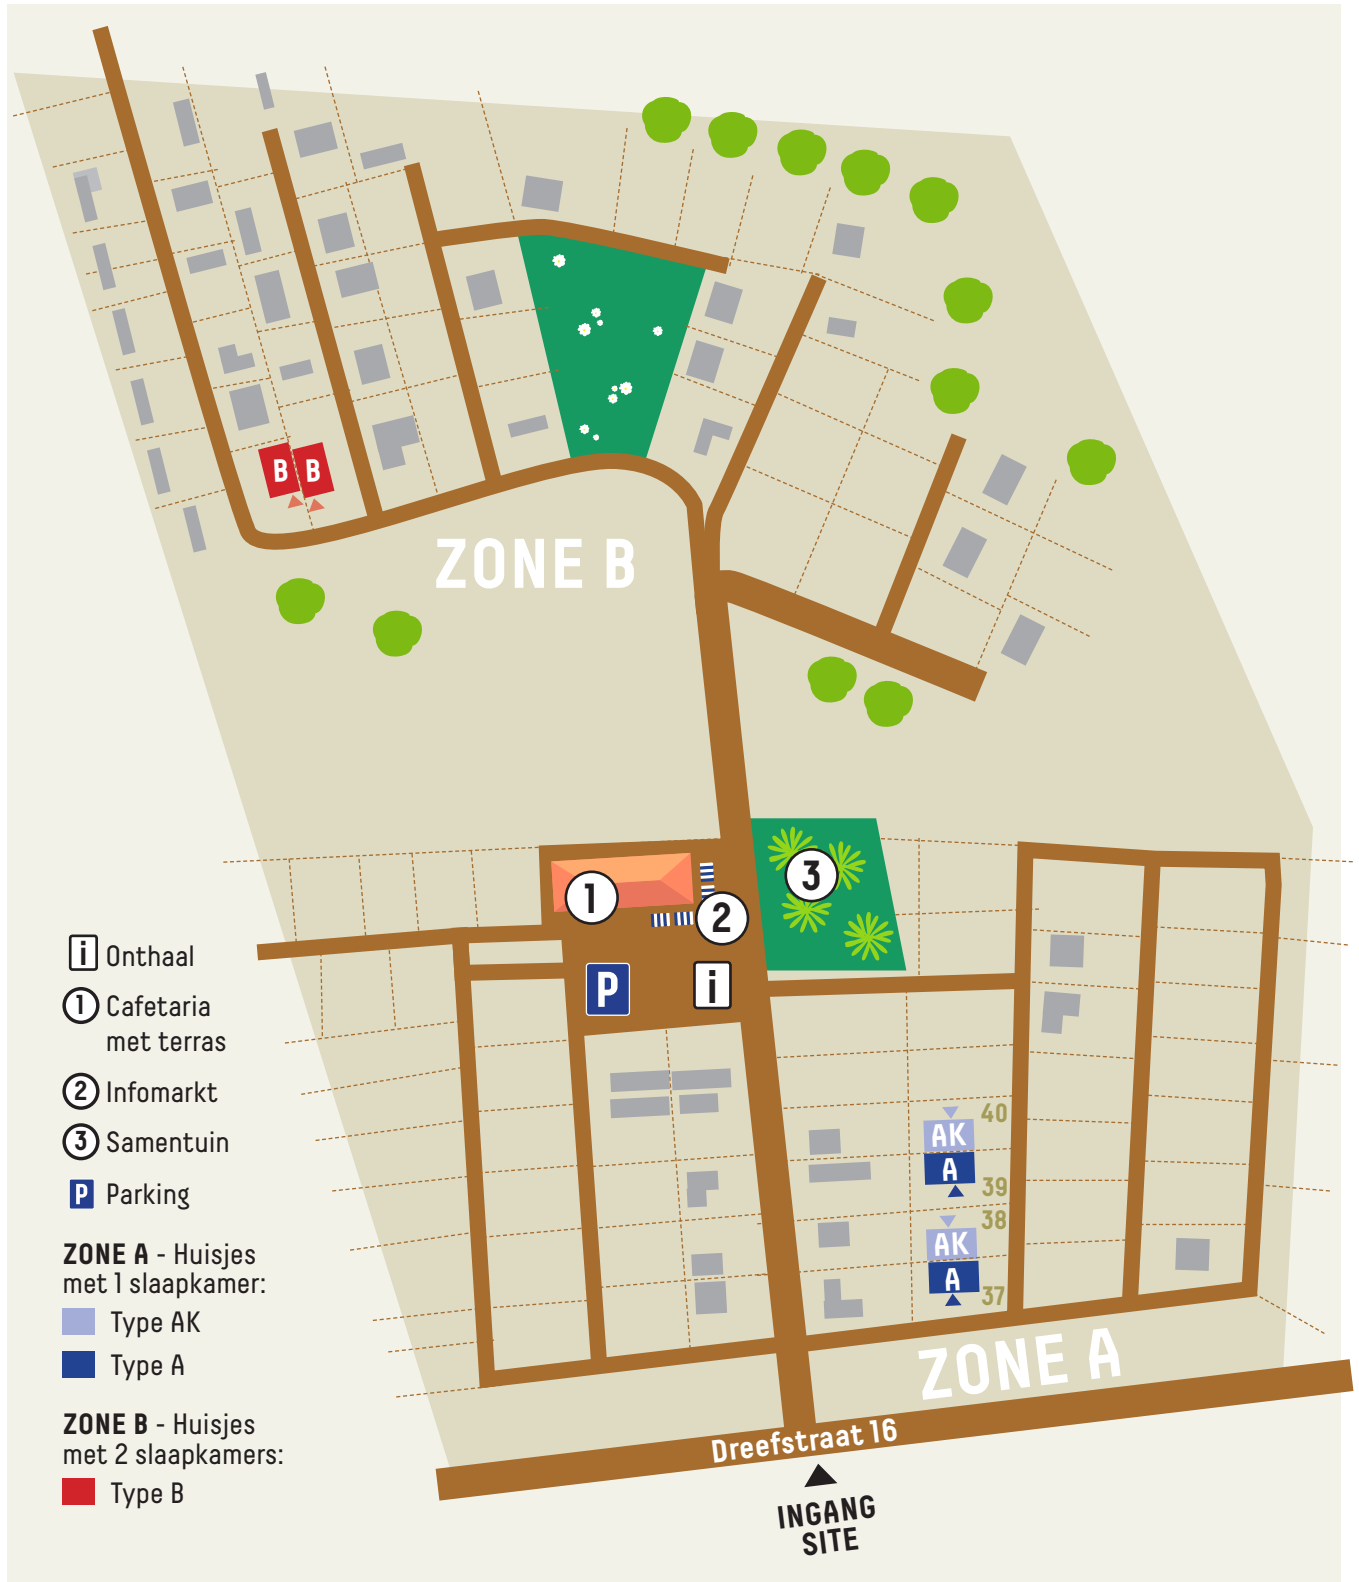 B B
ZONE B
1
2
3
P
i
i Onthaal
1 Cafetaria
met terras
2 Infomarkt
3 Samentuin
P Parking
ZONE A - Huisjes
met 1 slaapkamer:
Type AK
Type A
ZONE B - Huisjes
met 2 slaapkamers:
Type B
40
AK
A
39
38
AK
A
37
ZONE A
Dreefstraat 16
INGANG
SITE